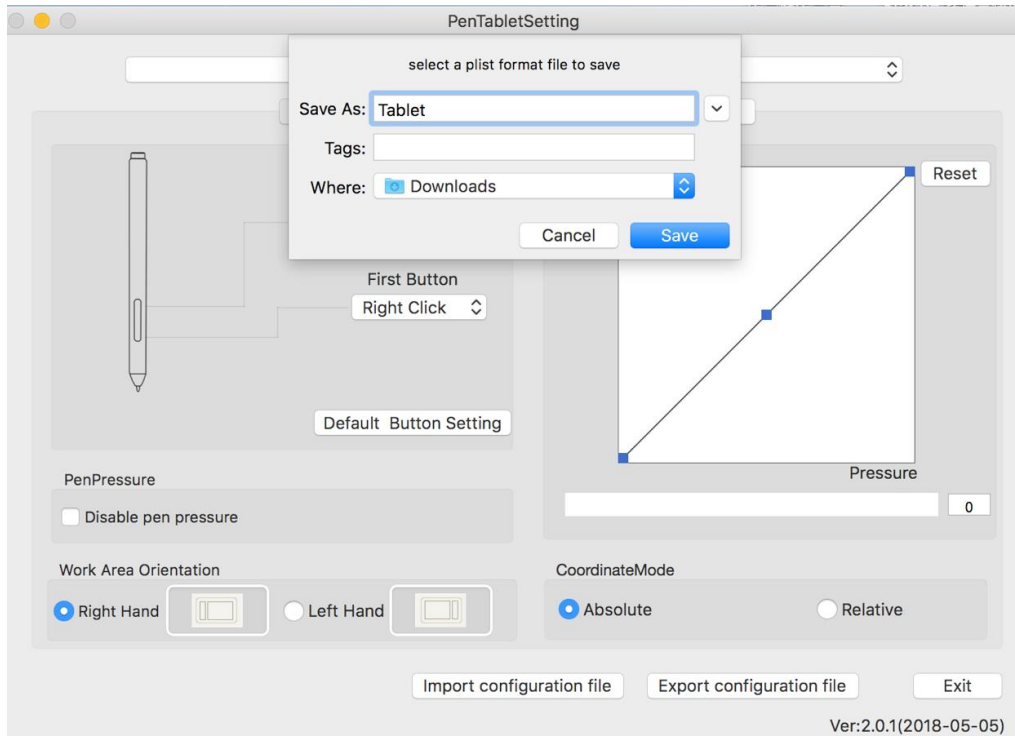 PenTabletSetting
select a plist format file to save
Save As: Tablet
Tags:
Where: Downloads
Cancel Save
Reset
First Button
Right Click
Default Button Setting
Pressure
0
PenPressure
Disable pen pressure
Work Area Orientation
Right Hand Left Hand
CoordinateMode
Absolute Relative
Import configuration file Export configuration file Exit
Ver:2.0.1(2018-05-05)